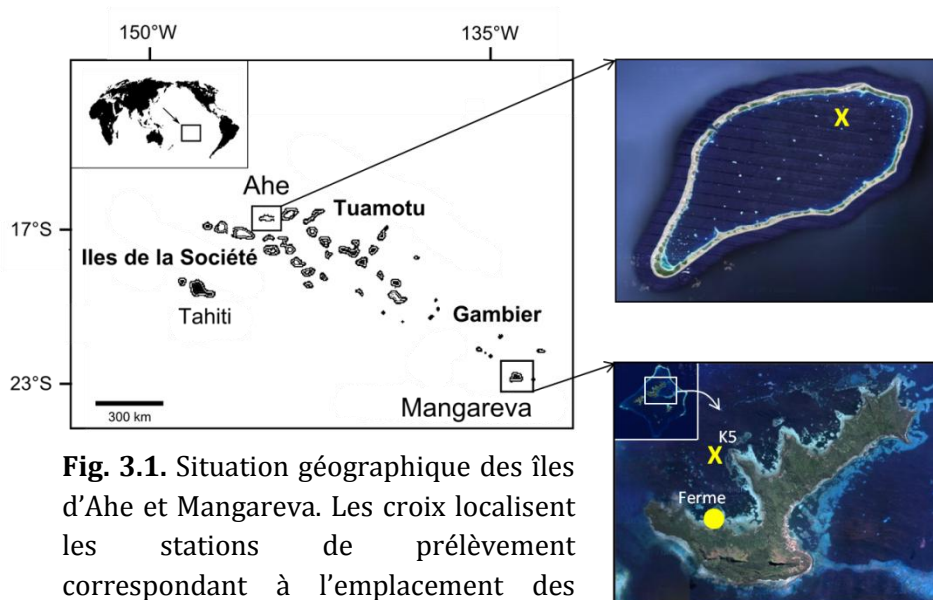 150°W
135°W
Ahe
Tuamotu
17°S
Iles de la Société
Tahiti
Gambier
23°S
300 km
Mangareva
X
K5
X
Ferme
Fig. 3.1. Situation géographique des îles
d’Ahe et Mangareva. Les croix localisent
les stations de prélèvement
correspondant à l’emplacement des